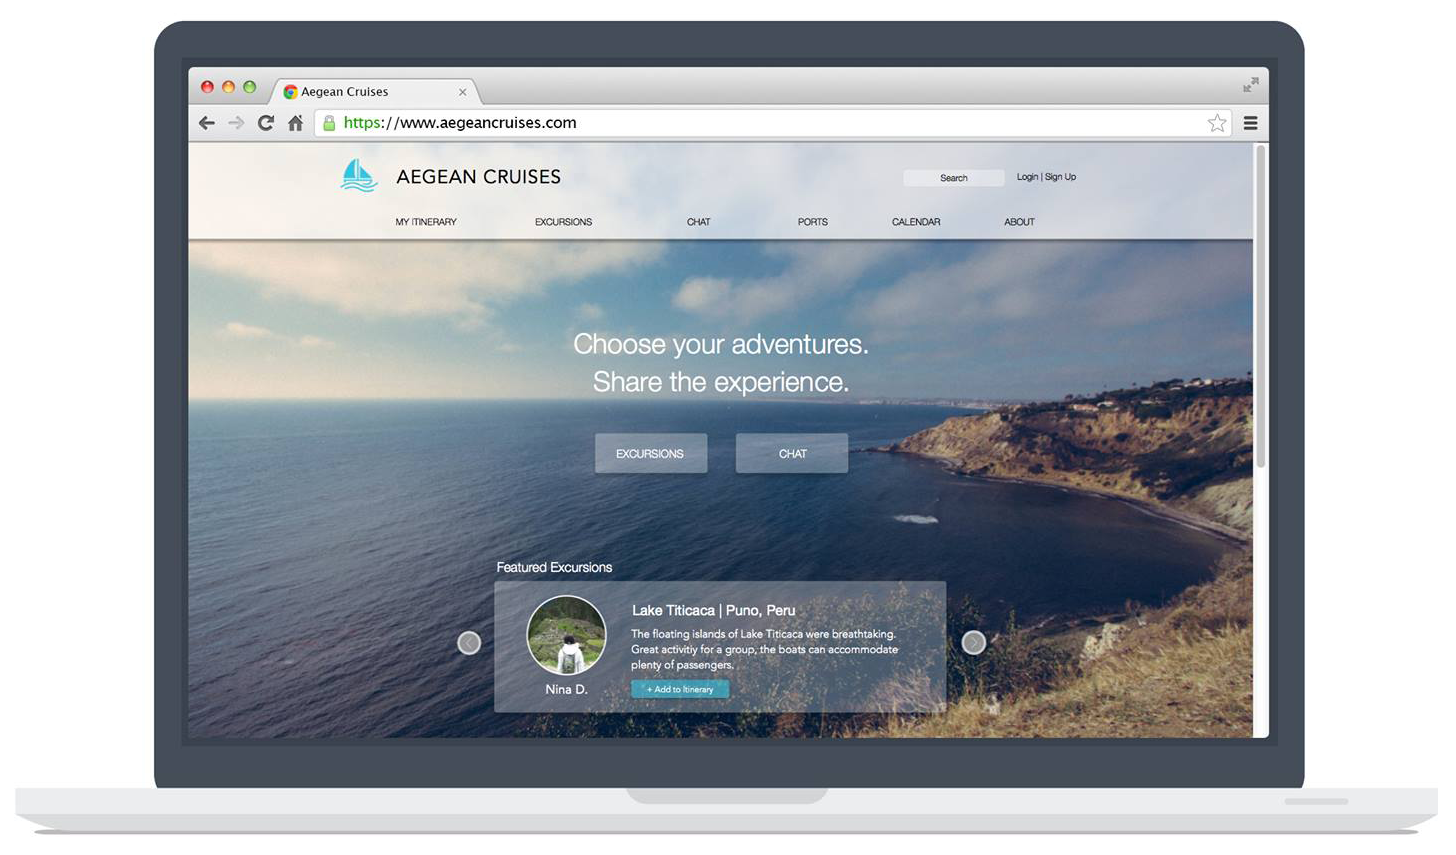 Aegean Cruises
https://www.aegeancruises.com
AEGEAN CRUISES
Search
Login | Sign Up
MY ITINERARY
EXCURSIONS
CHAT
PORTS
CALENDAR
ABOUT
Choose your adventures.
Share the experience.
EXCURSIONS
CHAT
Featured Excursions
Lake Titicaca | Puno, Peru
The floating islands of Lake Titicaca were breathtaking.
Great activitiy for a group, the boats can accommodate
plenty of passengers.
Nina D.
+ Add to Itinerary